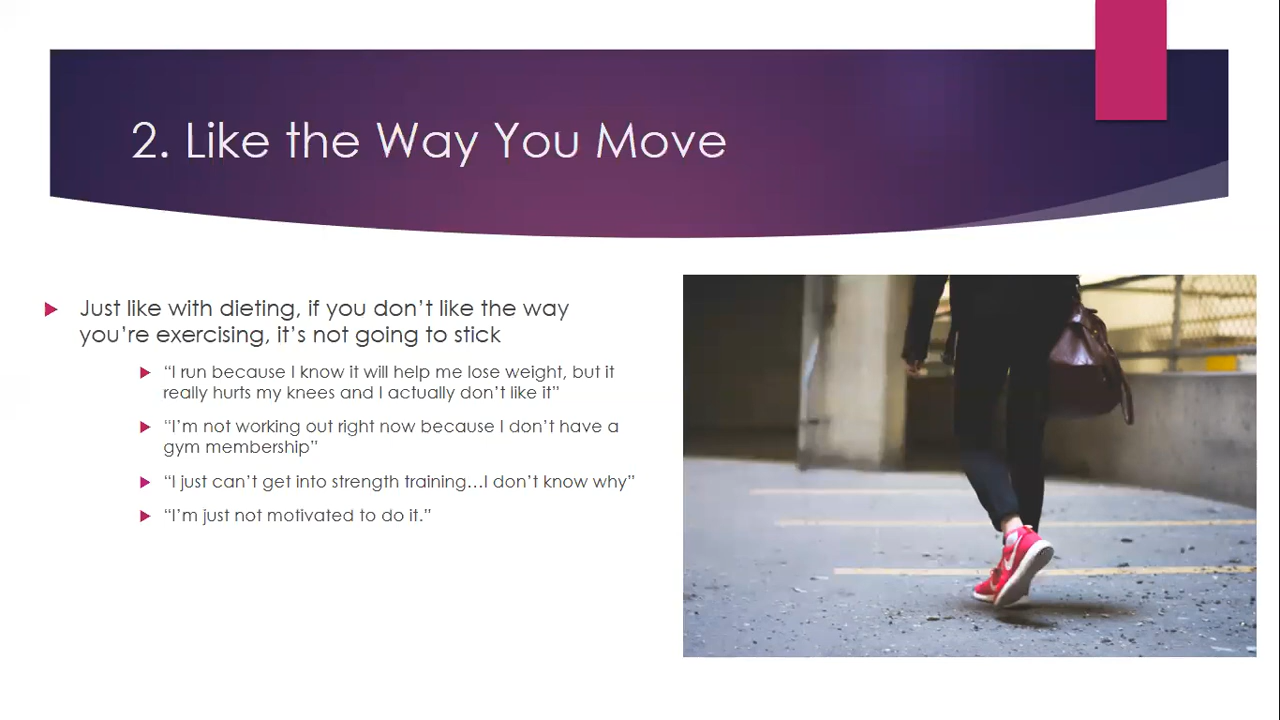 2. Like the Way You Move
Just like with dieting, if you don’t like the way
you’re exercising, it’s not going to stick
“I run because I know it will help me lose weight, but it
really hurts my knees and I actually don’t like it”
“I’m not working out right now because I don’t have a
gym membership”
“I just can’t get into strength training…I don’t know why”
“I’m just not motivated to do it.”